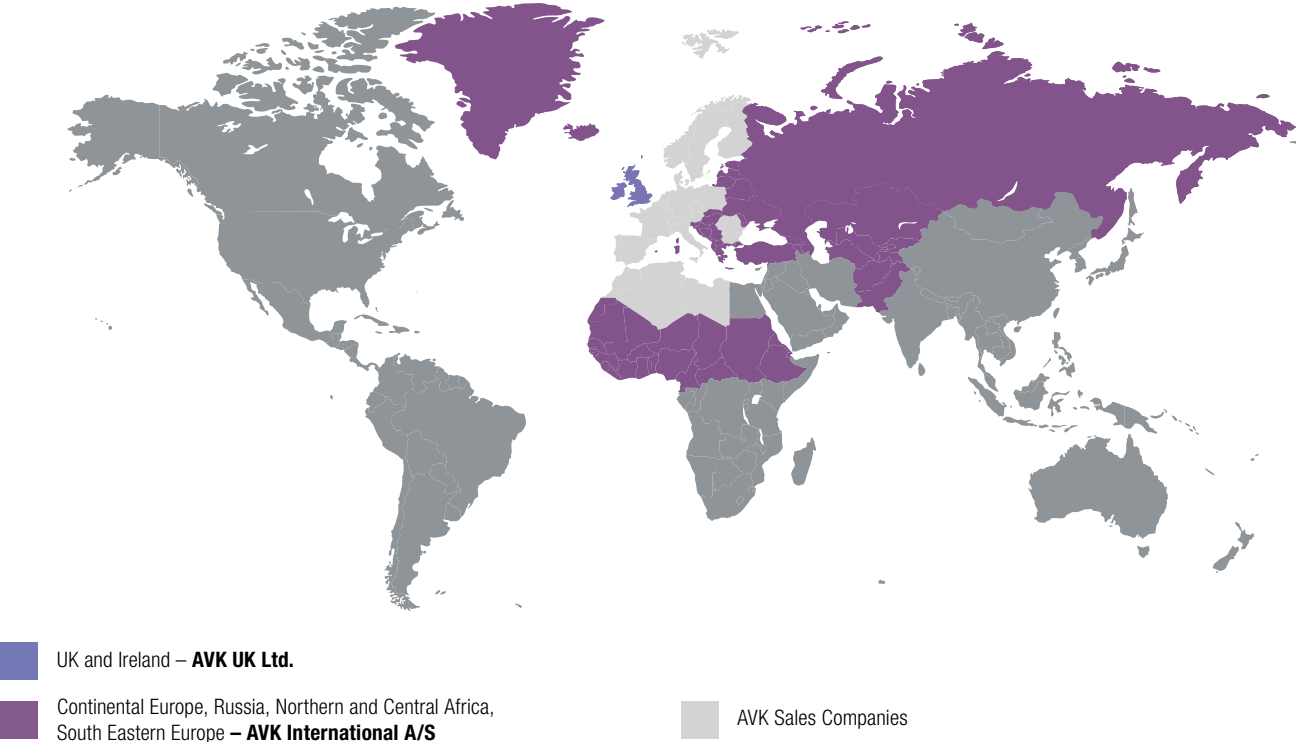 UK and Ireland – AVK UK Ltd.
Continental Europe, Russia, Northern and Central Africa,
South Eastern Europe – AVK International A/S
AVK Sales Companies